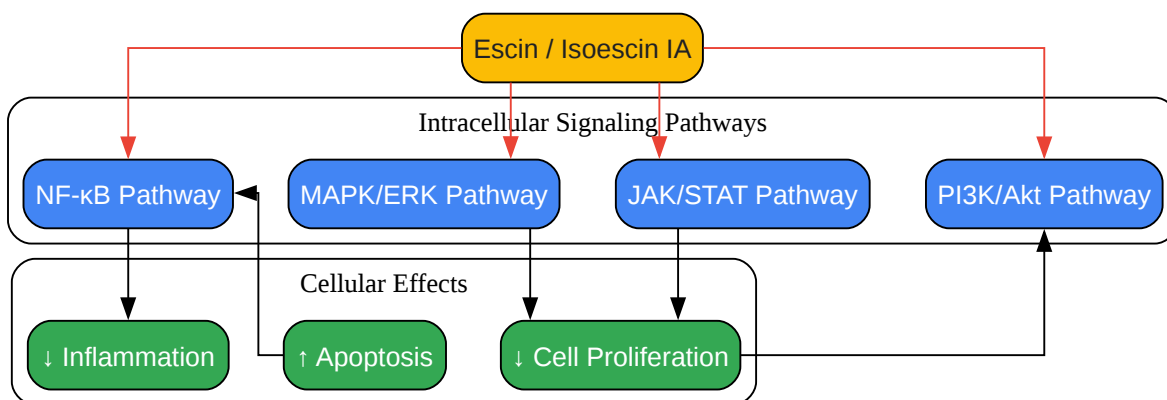 Escin / Isoescin IA
Intracellular Signaling Pathways
NF-κB Pathway
MAPK/ERK Pathway
JAK/STAT Pathway
PI3K/Akt Pathway
Cellular Effects
↓ Inflammation
↑ Apoptosis
↓ Cell Proliferation